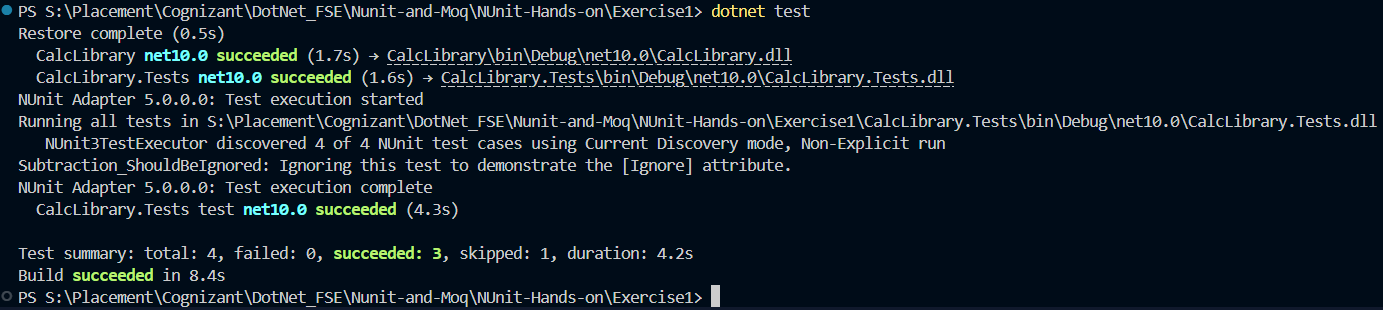 PS S:\Placement\Cognizant\DotNet_FSE\Nunit-and-Moq\NUnit-Hands-on\Exercise1> dotnet test
Restore complete (0.5s)
  CalcLibrary net10.0 succeeded (1.7s) → CalcLibrary\bin\Debug\net10.0\CalcLibrary.dll
  CalcLibrary.Tests net10.0 succeeded (1.6s) → CalcLibrary.Tests\bin\Debug\net10.0\CalcLibrary.Tests.dll
NUnit Adapter 5.0.0.0: Test execution started
Running all tests in S:\Placement\Cognizant\DotNet_FSE\Nunit-and-Moq\NUnit-Hands-on\Exercise1\CalcLibrary.Tests\bin\Debug\net10.0\CalcLibrary.Tests.dll
   NUnit3TestExecutor discovered 4 of 4 NUnit test cases using Current Discovery mode, Non-Explicit run
Subtraction_ShouldBeIgnored: Ignoring this test to demonstrate the [Ignore] attribute.
NUnit Adapter 5.0.0.0: Test execution complete
  CalcLibrary.Tests test net10.0 succeeded (4.3s)

Test summary: total: 4, failed: 0, succeeded: 3, skipped: 1, duration: 4.2s
Build succeeded in 8.4s
PS S:\Placement\Cognizant\DotNet_FSE\Nunit-and-Moq\NUnit-Hands-on\Exercise1>